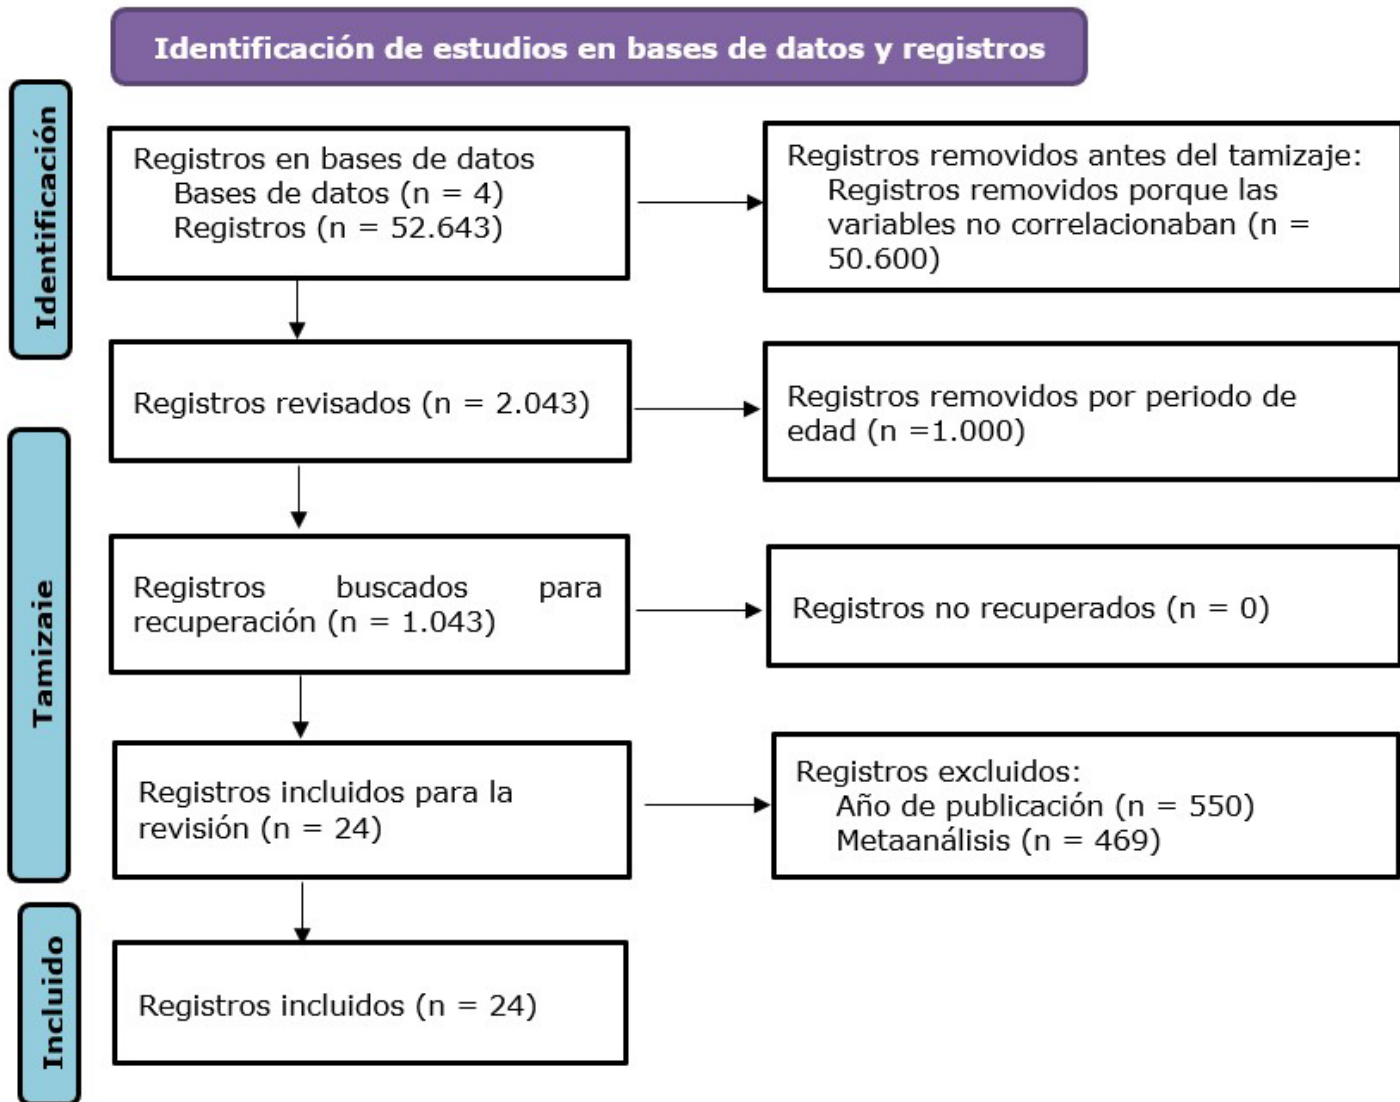 Identificación de estudios en bases de datos y registros
Identificación
Registros en bases de datos
Bases de datos (n = 4)
Registros (n = 52.643)
Registros removidos antes del tamizaje:
Registros removidos porque las
variables no correlacionaban (n =
50.600)
Registros revisados (n = 2.043)
Registros removidos por periodo de
edad (n =1.000)
Tamizaie
Registros buscados para
recuperación (n = 1.043)
Registros no recuperados (n = 0)
Registros incluidos para la
revisión (n = 24)
Registros excluidos:
Año de publicación (n = 550)
Metaanálisis (n = 469)
Incluido
Registros incluidos (n = 24)